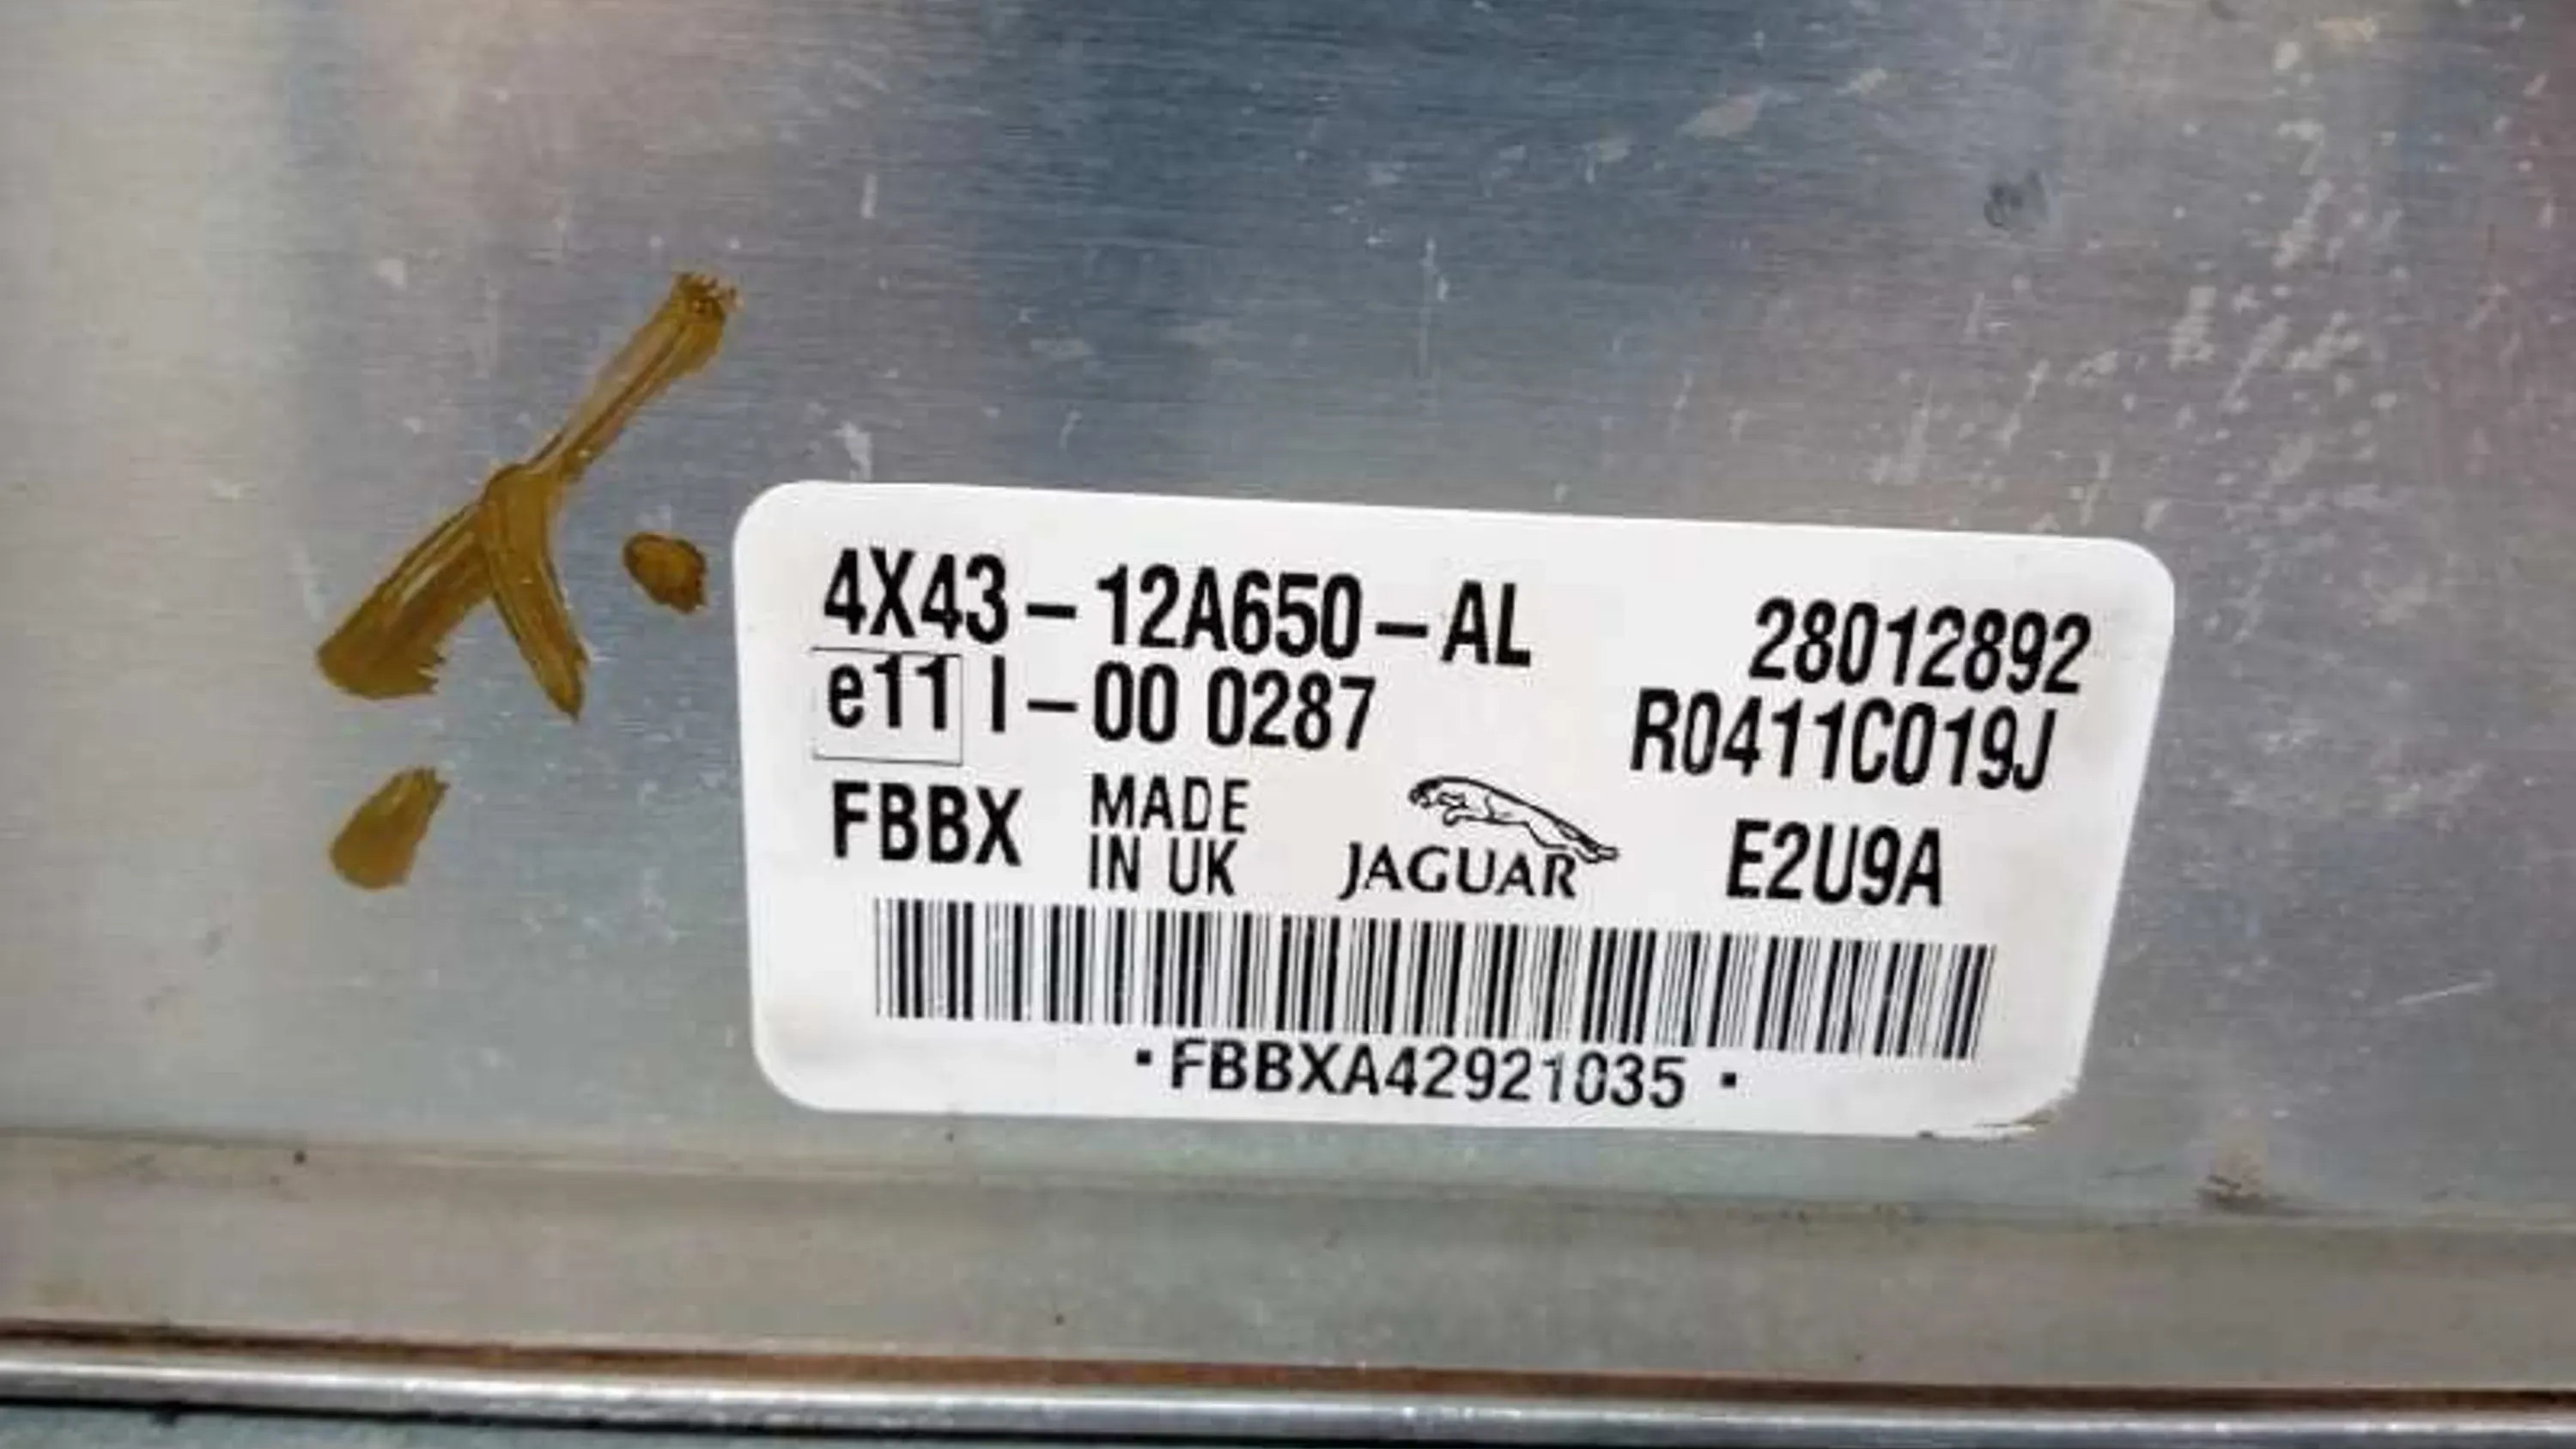 4X43-12A650-AL 28012892
e11 I-00 0287 R0411C019J
FBBX MADE IN UK JAGUAR E2U9A
·FBBXA42921035·